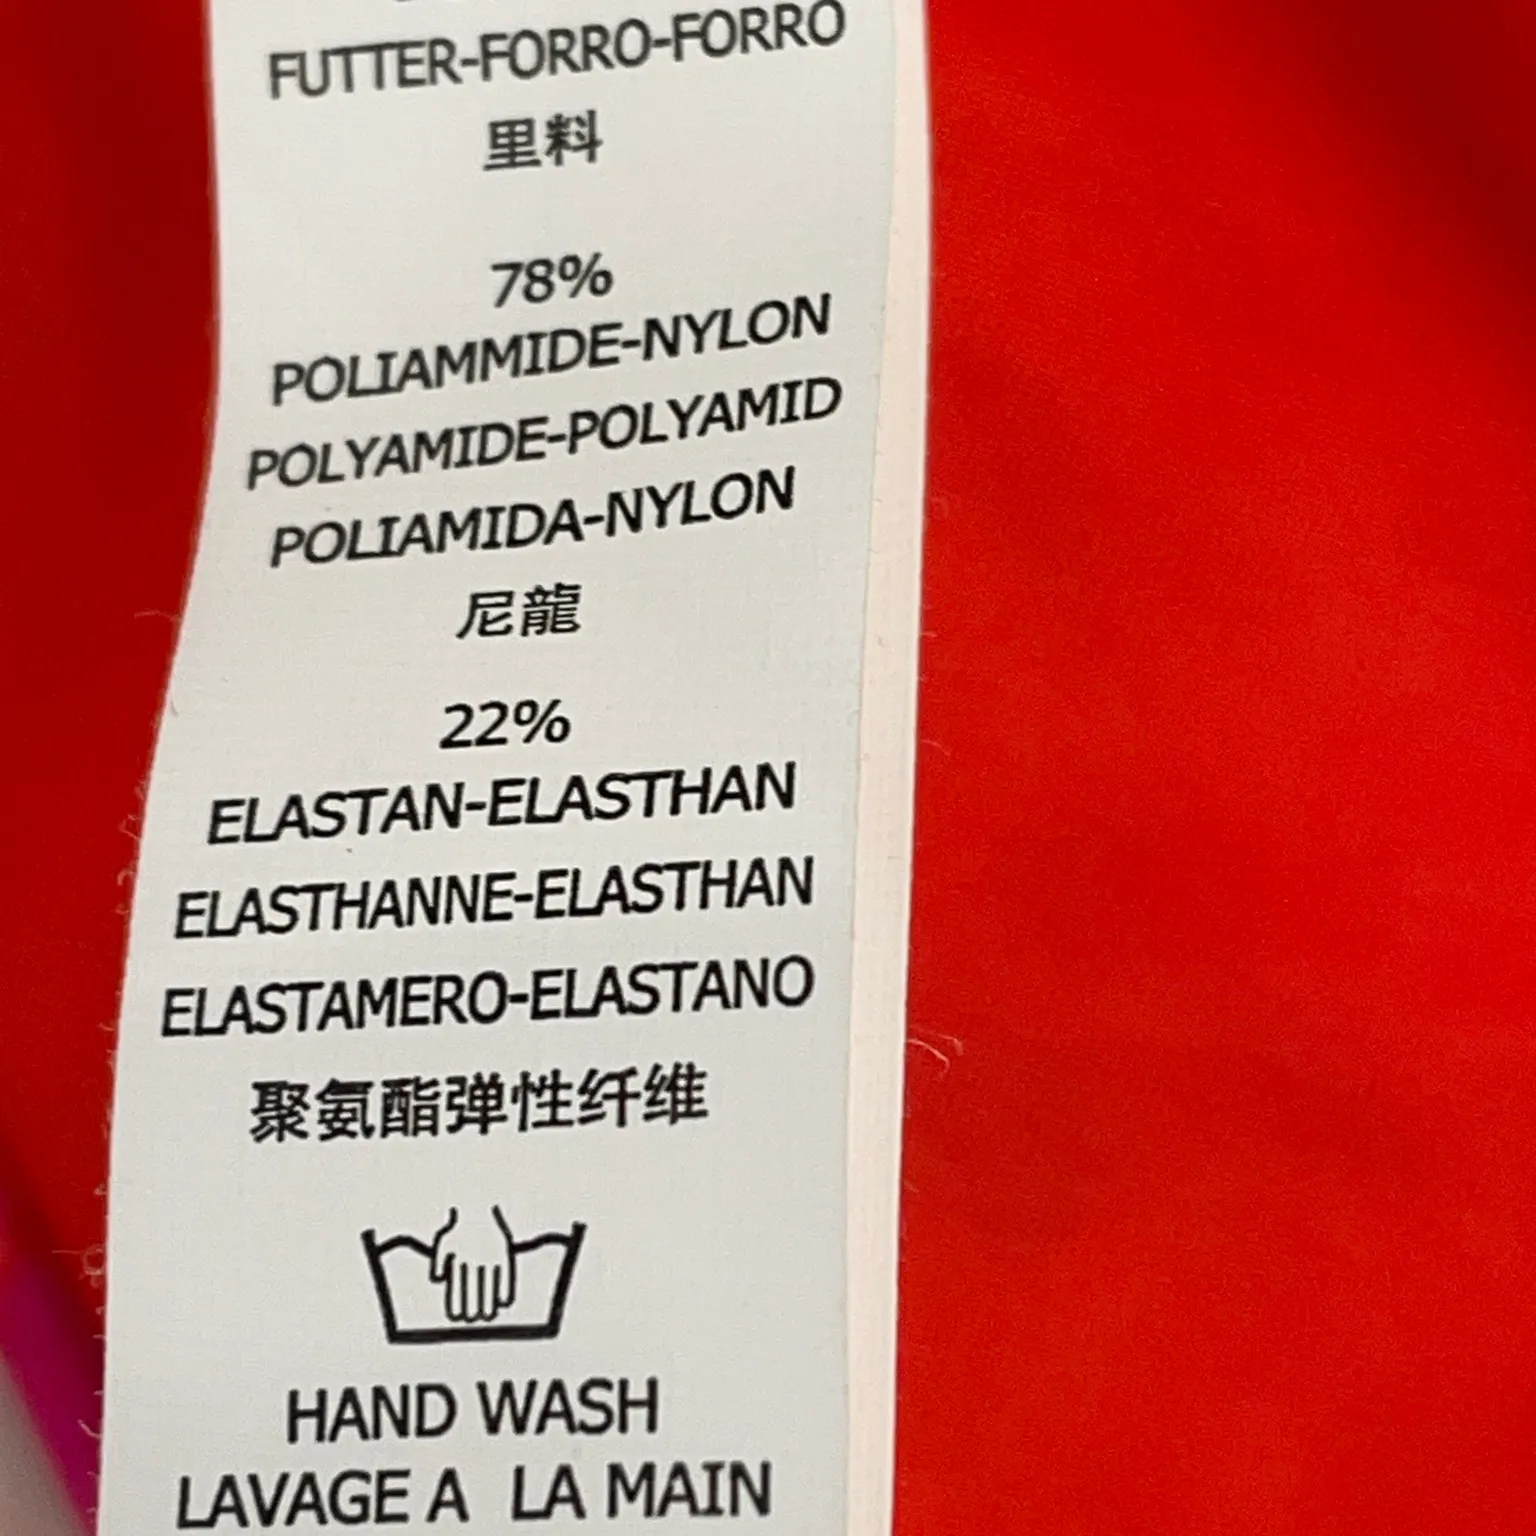 FUTTER-FORRO-FORRO
里料
78%
POLIAMMIDE-NYLON
POLYAMIDE-POLYAMID
POLIAMIDA-NYLON
尼龍
22%
ELASTAN-ELASTHAN
ELASTHANNE-ELASTHAN
ELASTAMERO-ELASTANO
聚氨酯弹性纤维
HAND WASH
LAVAGE A LA MAIN